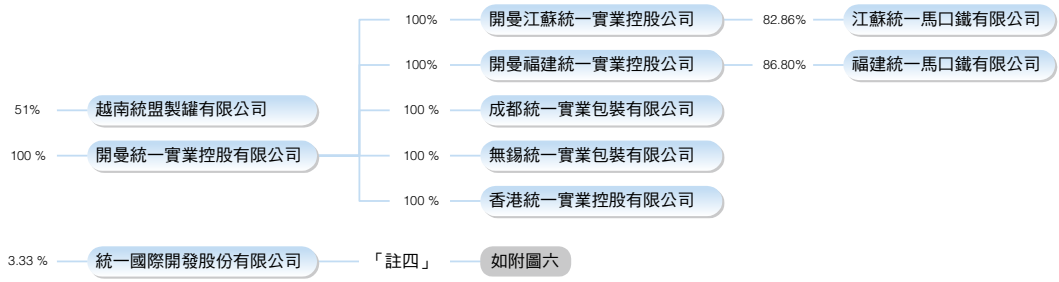 100% 開曼江蘇統一實業控股公司 82.86% 江蘇統一馬口鐵有限公司
100% 開曼福建統一實業控股公司 86.80% 福建統一馬口鐵有限公司
51% 越南統盟製罐有限公司 100 % 成都統一實業包裝有限公司
100 % 開曼統一實業控股有限公司 100 % 無錫統一實業包裝有限公司
100 % 香港統一實業控股有限公司
3.33 % 統一國際開發股份有限公司 「註四」 如附圖六